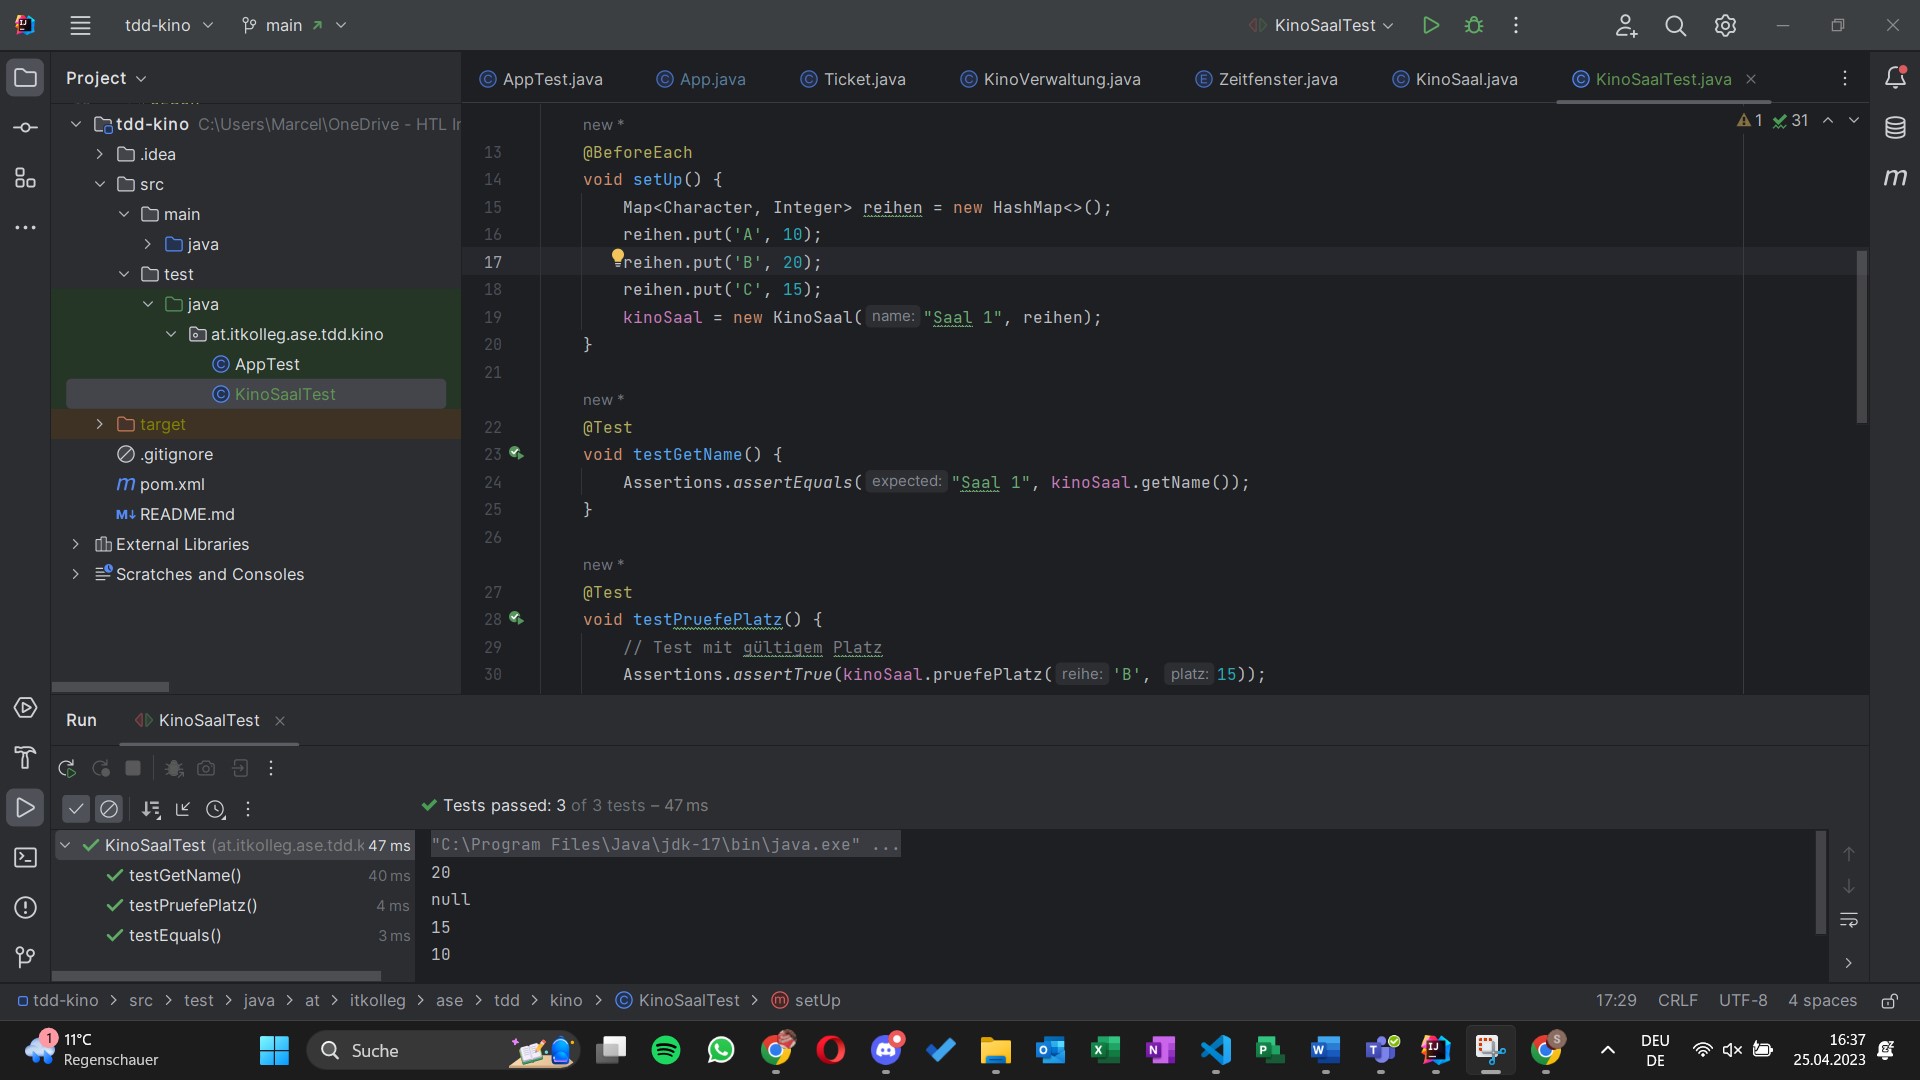 tdd-kino
main
KinoSaalTest
Project
AppTest.java
App.java
Ticket.java
KinoVerwaltung.java
Zeitfenster.java
KinoSaal.java
KinoSaalTest.java
tdd-kino C:\Users\Marcel\OneDrive - HTL
.idea
src
main
java
test
java
at.itkolleg.ase.tdd.kino
AppTest
KinoSaalTest
target
.gitignore
pom.xml
README.md
External Libraries
Scratches and Consoles
1 31
new *
13 @BeforeEach
14 void setUp() {
15 Map<Character, Integer> reihen = new HashMap<>();
16 reihen.put('A', 10);
17 reihen.put('B', 20);
18 reihen.put('C', 15);
19 kinoSaal = new KinoSaal( name: "Saal 1", reihen);
20 }
21
new *
22 @Test
23 void testGetName() {
24 Assertions.assertEquals( expected: "Saal 1", kinoSaal.getName());
25 }
26
new *
27 @Test
28 void testPruefePlatz() {
29 // Test mit gültigem Platz
30 Assertions.assertTrue(kinoSaal.pruefePlatz( reihe: 'B', platz: 15));
Run KinoSaalTest
Tests passed: 3 of 3 tests – 47 ms
KinoSaalTest (at.itkolleg.ase.tdd.k 47 ms
testGetName() 40 ms
testPruefePlatz() 4 ms
testEquals() 3 ms
"C:\Program Files\Java\jdk-17\bin\java.exe" ...
20
null
15
10
tdd-kino > src > test > java > at > itkolleg > ase > tdd > kino > KinoSaalTest > setUp
17:29 CRLF UTF-8 4 spaces
1
11°C
Regenschauer
Suche
DEU
DE
16:37
25.04.2023